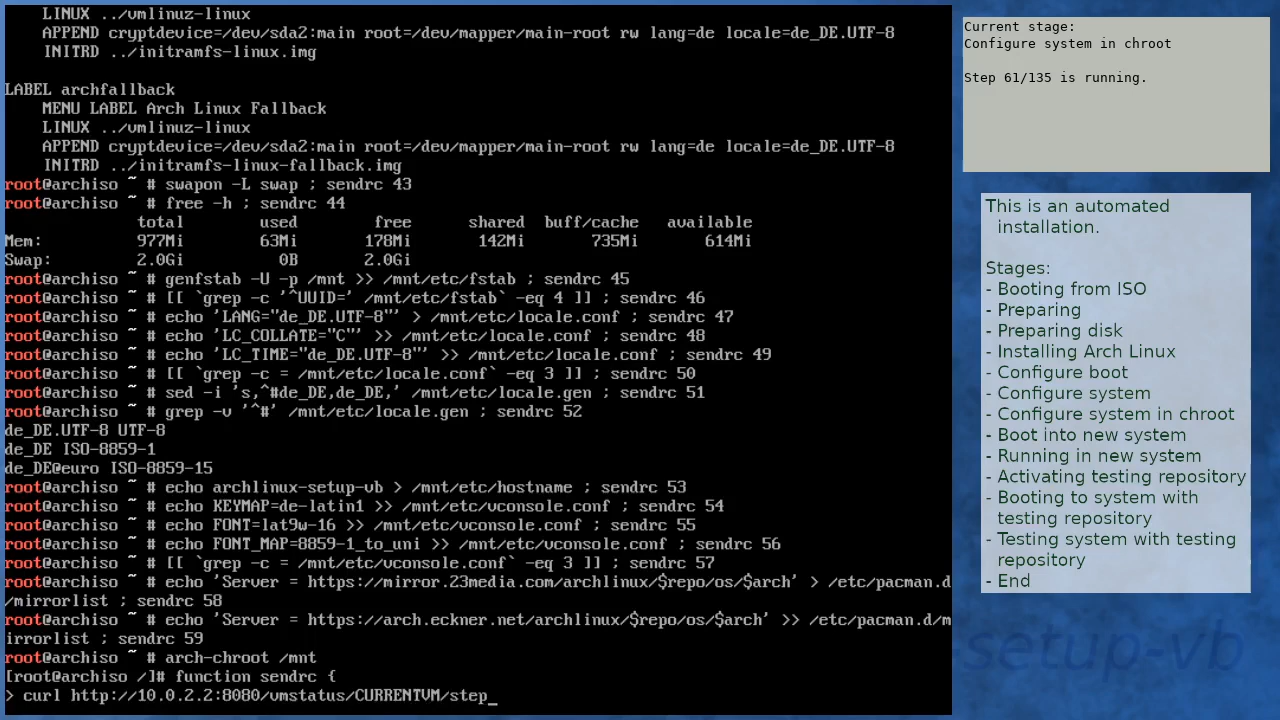 LINUX ../vmlinuz-linux
    APPEND cryptdevice=/dev/sda2:main root=/dev/mapper/main-root rw lang=de locale=de_DE.UTF-8
    INITRD ../initramfs-linux.img

LABEL archfallback
    MENU LABEL Arch Linux Fallback
    LINUX ../vmlinuz-linux
    APPEND cryptdevice=/dev/sda2:main root=/dev/mapper/main-root rw lang=de locale=de_DE.UTF-8
    INITRD ../initramfs-linux-fallback.img
root@archiso ~ # swapon -L swap ; sendrc 43
root@archiso ~ # free -h ; sendrc 44
              total        used        free      shared  buff/cache   available
Mem:          977Mi        63Mi       178Mi       142Mi       735Mi       614Mi
Swap:         2.0Gi          0B       2.0Gi
root@archiso ~ # genfstab -U -p /mnt >> /mnt/etc/fstab ; sendrc 45
root@archiso ~ # [[ `grep -c '^UUID=' /mnt/etc/fstab` -eq 4 ]] ; sendrc 46
root@archiso ~ # echo 'LANG="de_DE.UTF-8"' > /mnt/etc/locale.conf ; sendrc 47
root@archiso ~ # echo 'LC_COLLATE="C"' >> /mnt/etc/locale.conf ; sendrc 48
root@archiso ~ # echo 'LC_TIME="de_DE.UTF-8"' >> /mnt/etc/locale.conf ; sendrc 49
root@archiso ~ # [[ `grep -c = /mnt/etc/locale.conf` -eq 3 ]] ; sendrc 50
root@archiso ~ # sed -i 's,^#de_DE,de_DE,' /mnt/etc/locale.gen ; sendrc 51
root@archiso ~ # grep -v '^#' /mnt/etc/locale.gen ; sendrc 52
de_DE.UTF-8 UTF-8
de_DE ISO-8859-1
de_DE@euro ISO-8859-15
root@archiso ~ # echo archlinux-setup-vb > /mnt/etc/hostname ; sendrc 53
root@archiso ~ # echo KEYMAP=de-latin1 >> /mnt/etc/vconsole.conf ; sendrc 54
root@archiso ~ # echo FONT=lat9w-16 >> /mnt/etc/vconsole.conf ; sendrc 55
root@archiso ~ # echo FONT_MAP=8859-1_to_uni >> /mnt/etc/vconsole.conf ; sendrc 56
root@archiso ~ # [[ `grep -c = /mnt/etc/vconsole.conf` -eq 3 ]] ; sendrc 57
root@archiso ~ # echo 'Server = https://mirror.23media.com/archlinux/$repo/os/$arch' > /etc/pacman.d
/mirrorlist ; sendrc 58
root@archiso ~ # echo 'Server = https://arch.eckner.net/archlinux/$repo/os/$arch' >> /etc/pacman.d/m
irrorlist ; sendrc 59
root@archiso ~ # arch-chroot /mnt
[root@archiso /]# function sendrc {
> curl http://10.0.2.2:8080/vmstatus/CURRENTVM/step_
Current stage:
Configure system in chroot

Step 61/135 is running.
This is an automated
installation.

Stages:
- Booting from ISO
- Preparing
- Preparing disk
- Installing Arch Linux
- Configure boot
- Configure system
- Configure system in chroot
- Boot into new system
- Running in new system
- Activating testing repository
- Booting to system with
testing repository
- Testing system with testing
repository
- End
setup-vb